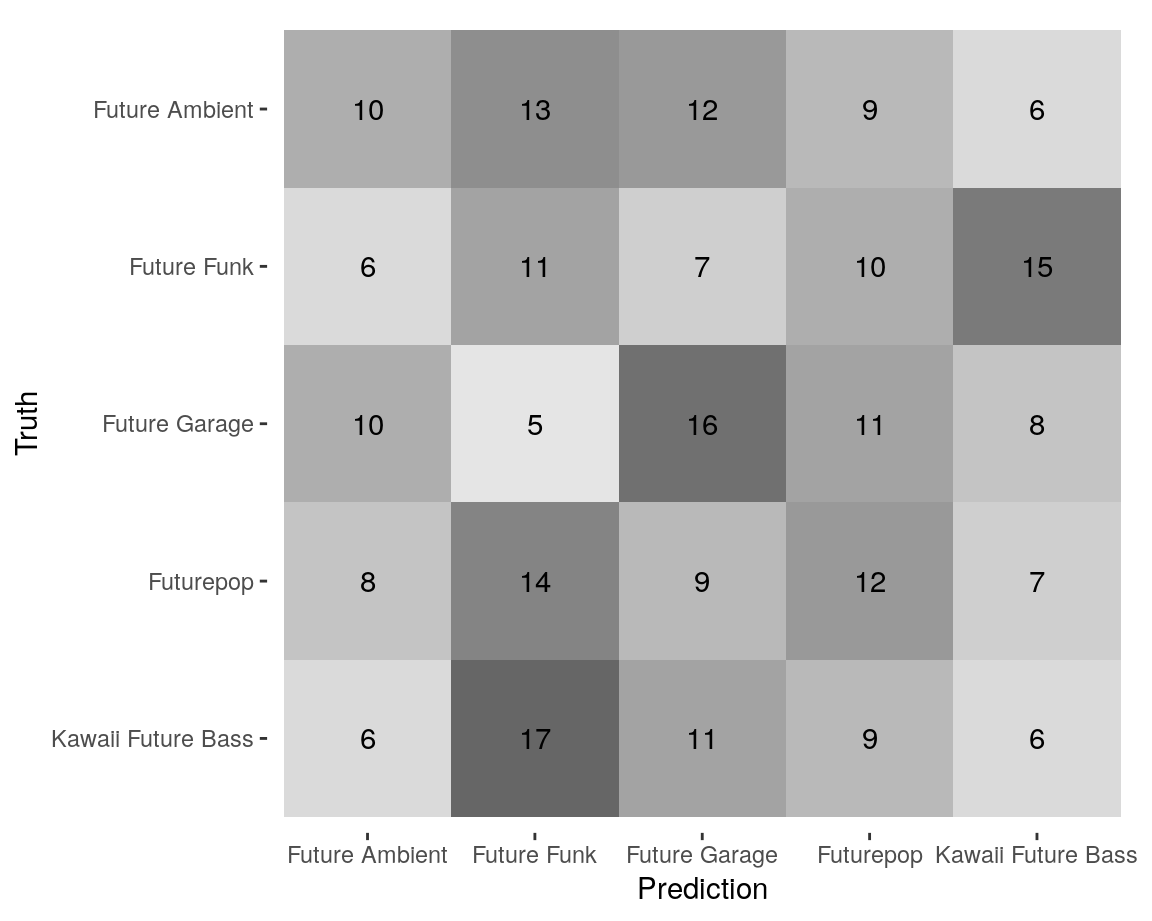 Future Ambient 10 13 12 9 6
Future Funk 6 11 7 10 15
Truth
Future Garage 10 5 16 11 8
Futurepop 8 14 9 12 7
Kawaii Future Bass 6 17 11 9 6
Future Ambient Future Funk Future Garage Futurepop Kawaii Future Bass
Prediction